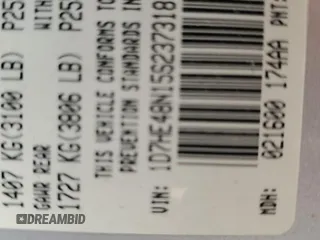 1407 KG(3100 LB) P25
GAWR REAR WITH
1727 KG(3806 LB) P25
THIS VEHICLE CONFORMS TO
PREVENTION STANDARDS IN
VIN: 1D7HE48N15S237318
MDH: 021600 174AA PNT:
DREAMBID